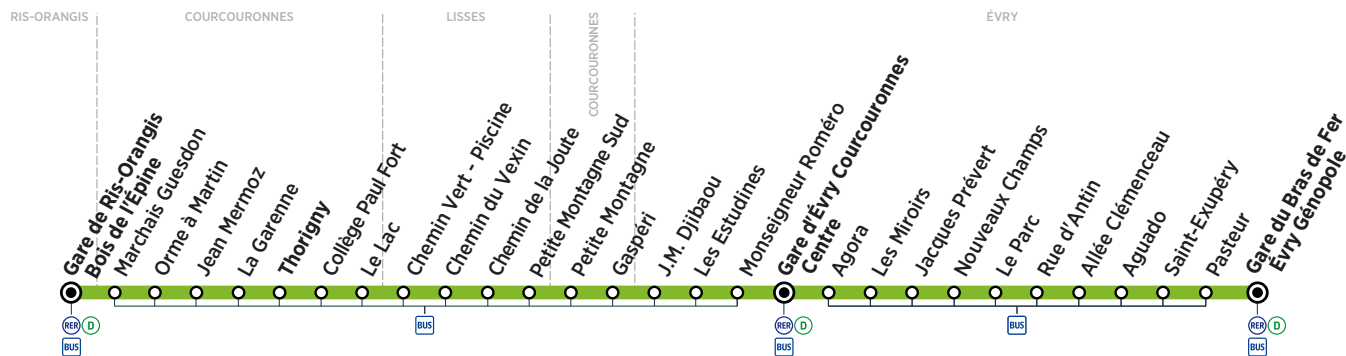 RIS-ORANGIS
COURCOURONNES
LISSES
COURCOURONNES
ÉVRY
Gare de Ris-Orangis
Bois de l'Épine
Marchais Guesdon
Orme à Martin
Jean Mermoz
La Garenne
Thorigny
Collège Paul Fort
Le Lac
Chemin Vert - Piscine
Chemin du Vexin
Chemin de la Joute
Petite Montagne Sud
Petite Montagne
Gaspéri
J.M. Djibaou
Les Estudines
Monseigneur Roméro
Gare d'Évry Courcouronnes
Centre
Agora
Les Miroirs
Jacques Prévert
Nouveaux Champs
Le Parc
Rue d'Antin
Allée Clémenceau
Aguado
Saint-Exupéry
Pasteur
Gare du Bras de Fer
Évry Génopole
RER D
BUS
BUS
RER D
BUS
BUS
RER D
BUS